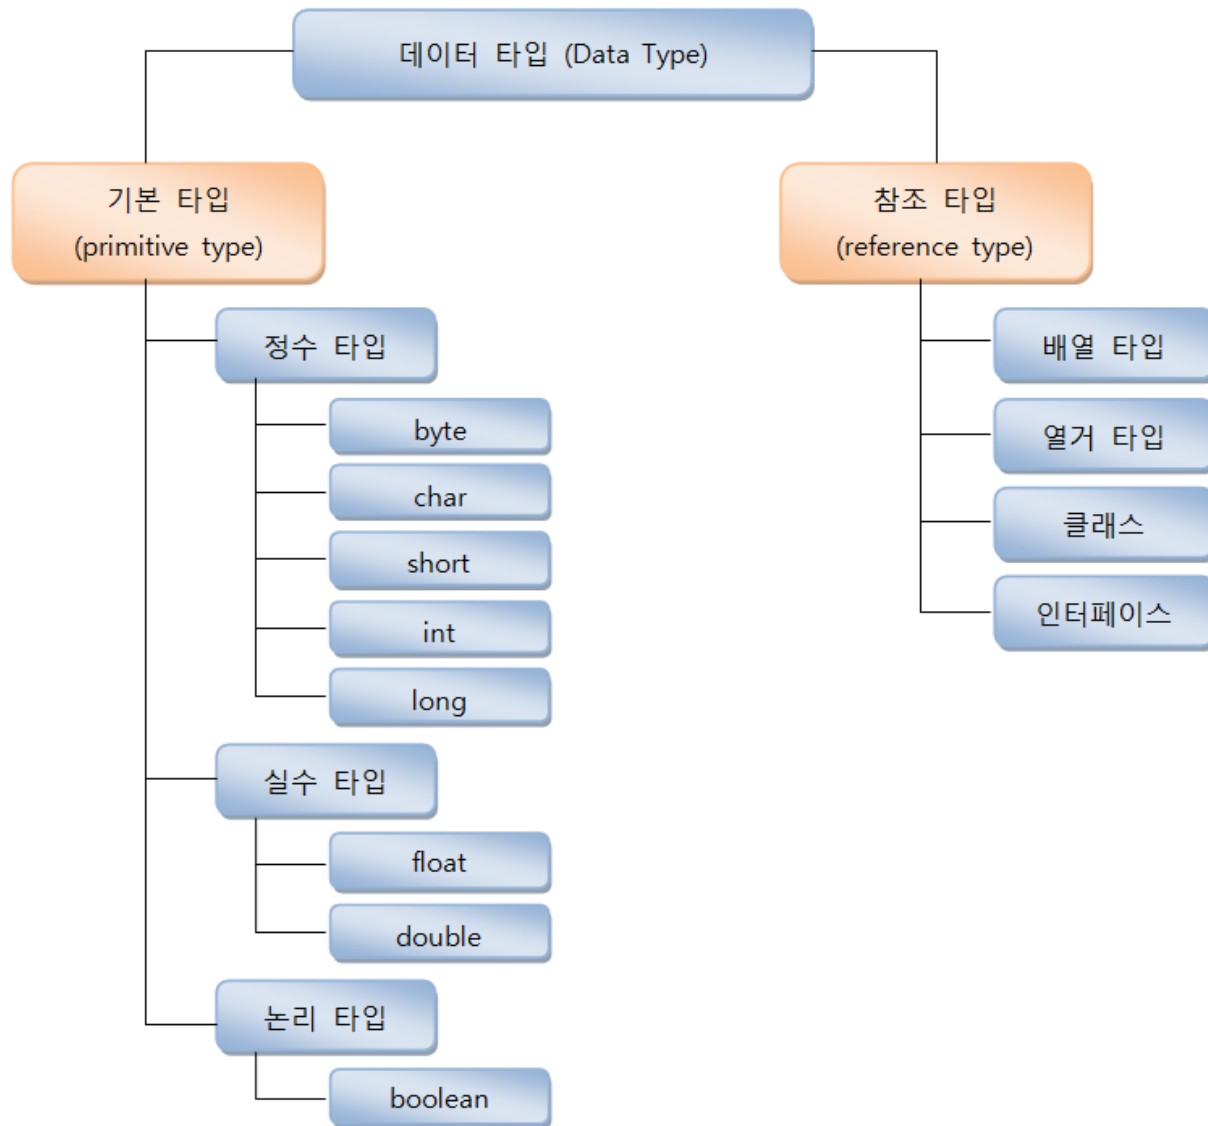 데이터 타입 (Data Type)
기본 타입
(primitive type)
정수 타입
byte
char
short
int
long
실수 타입
float
double
논리 타입
boolean
참조 타입
(reference type)
배열 타입
열거 타입
클래스
인터페이스